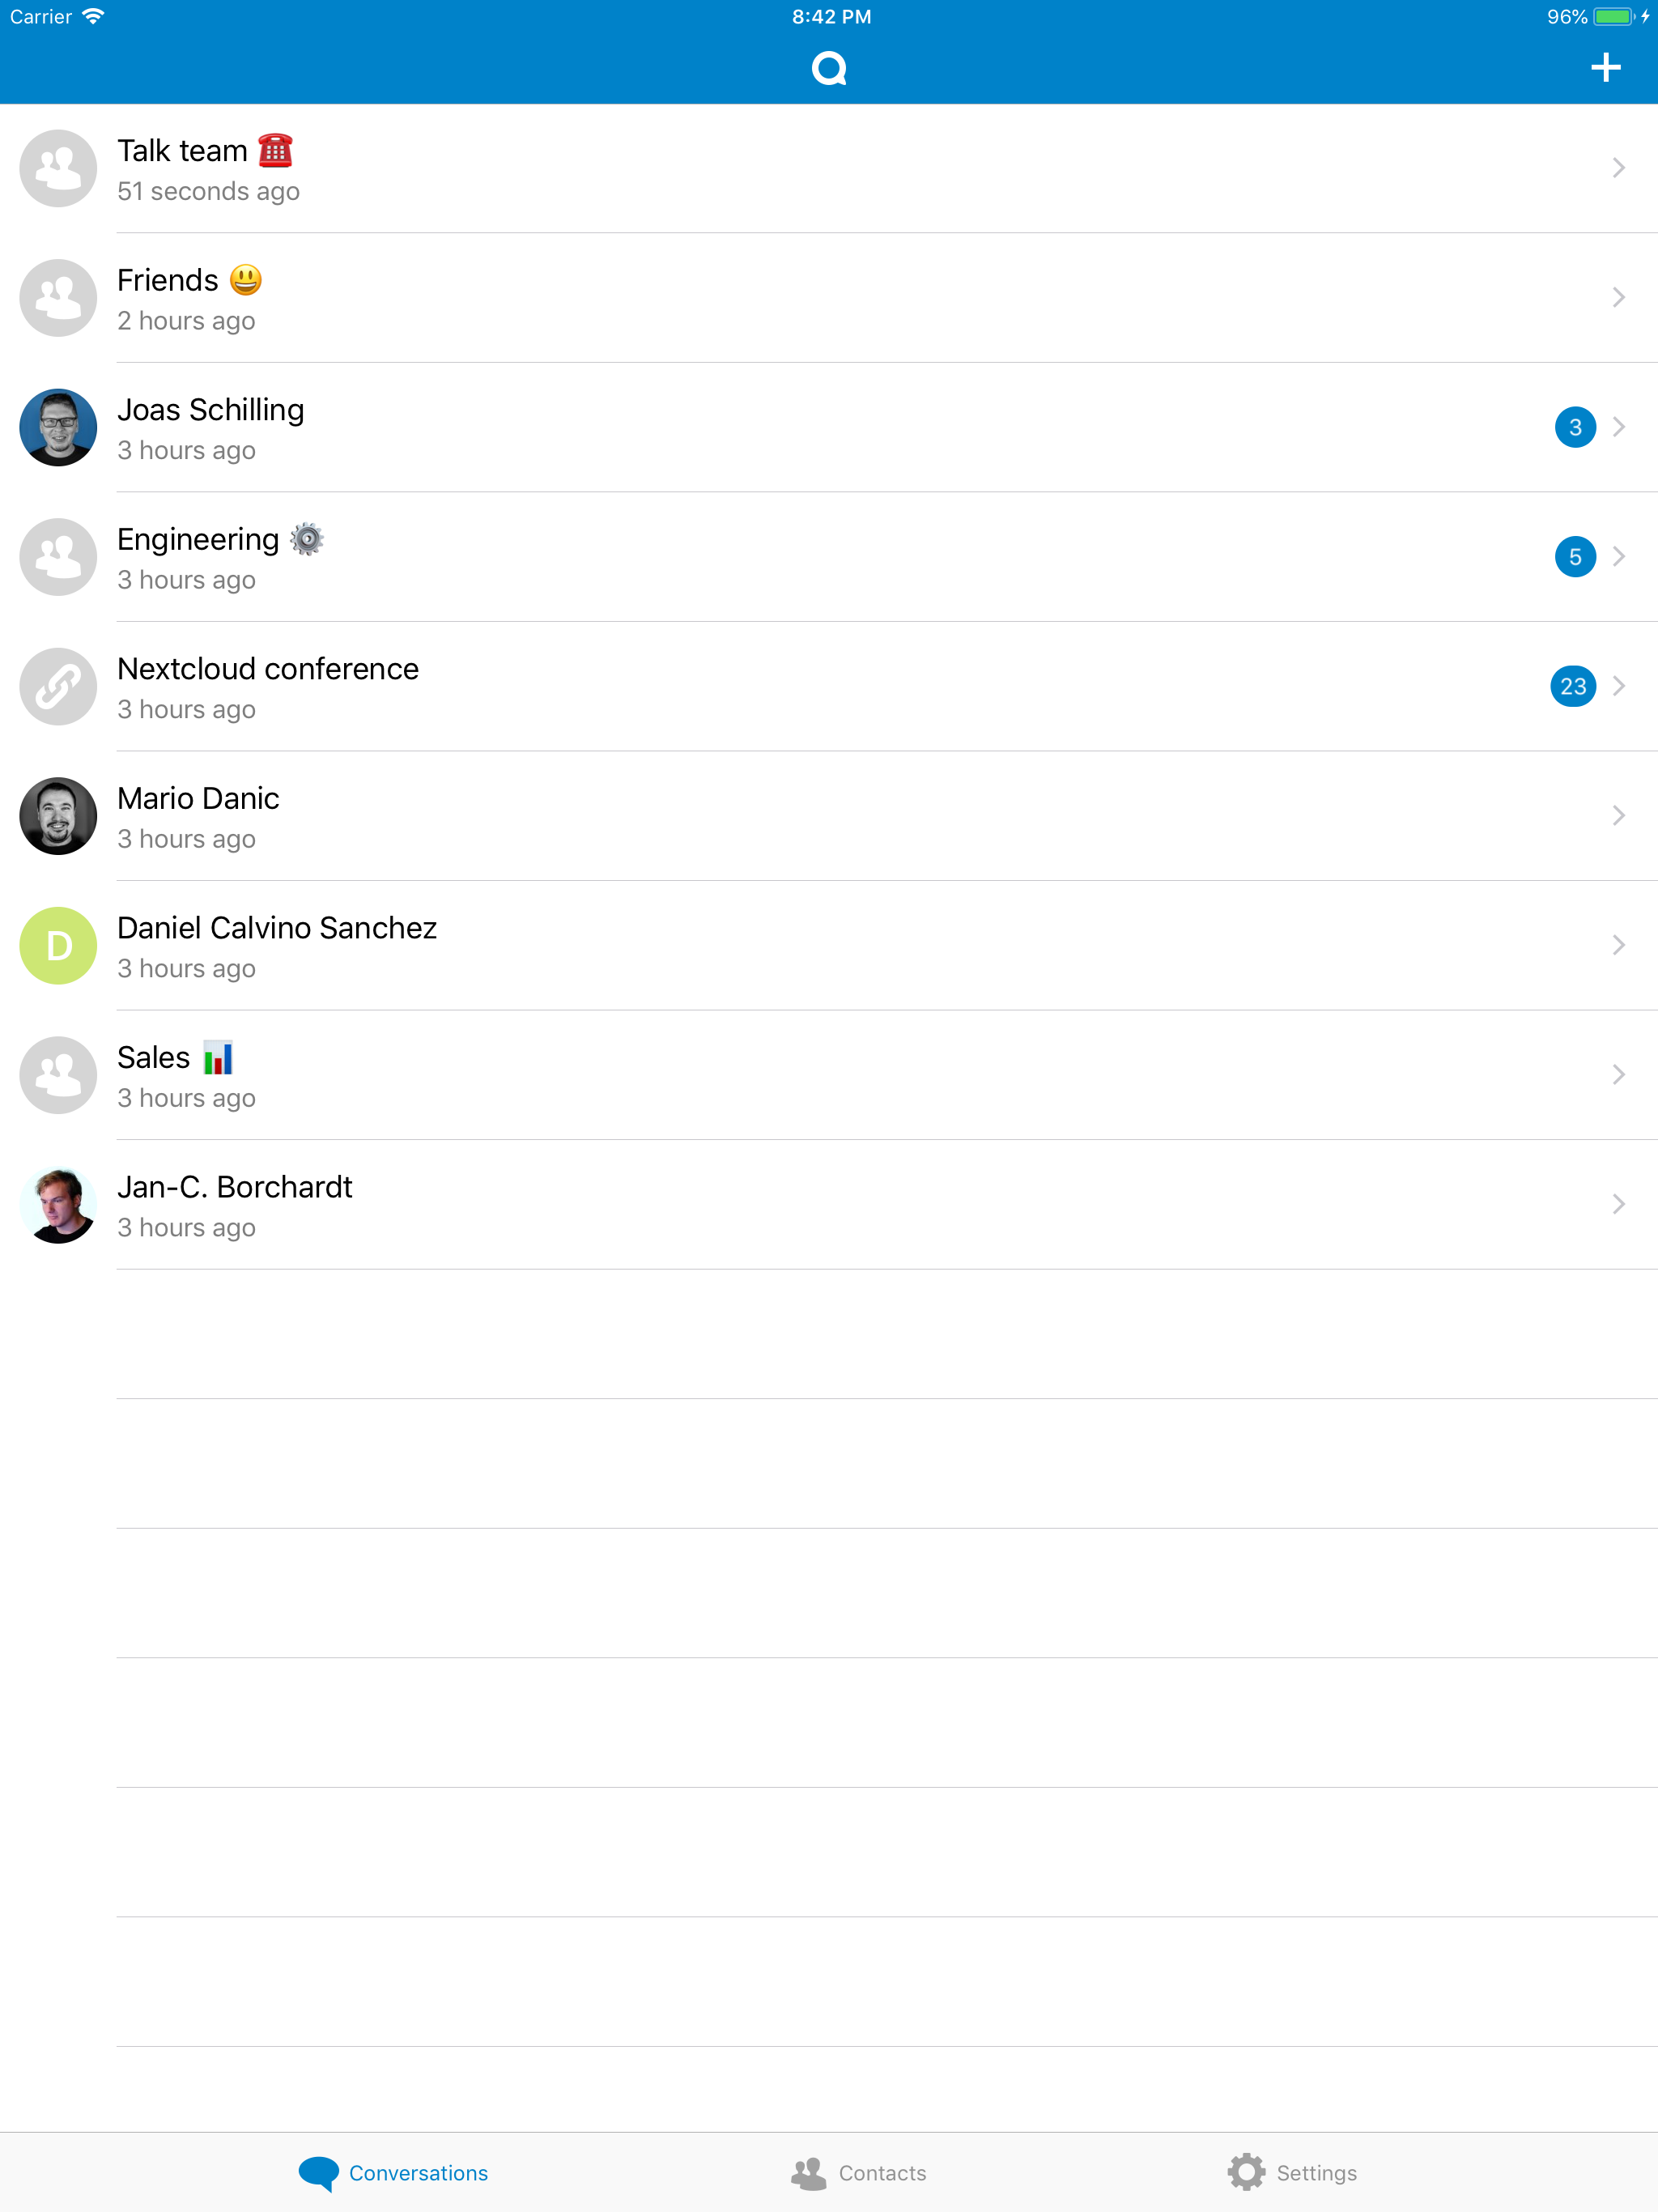 Carrier 8:42 PM 96%
Talk team ☎️
51 seconds ago
Friends 😃
2 hours ago
Joas Schilling
3 hours ago
3
Engineering ⚙️
3 hours ago
5
Nextcloud conference
3 hours ago
23
Mario Danic
3 hours ago
D
Daniel Calvino Sanchez
3 hours ago
Sales 📊
3 hours ago
Jan-C. Borchardt
3 hours ago
Conversations Contacts Settings